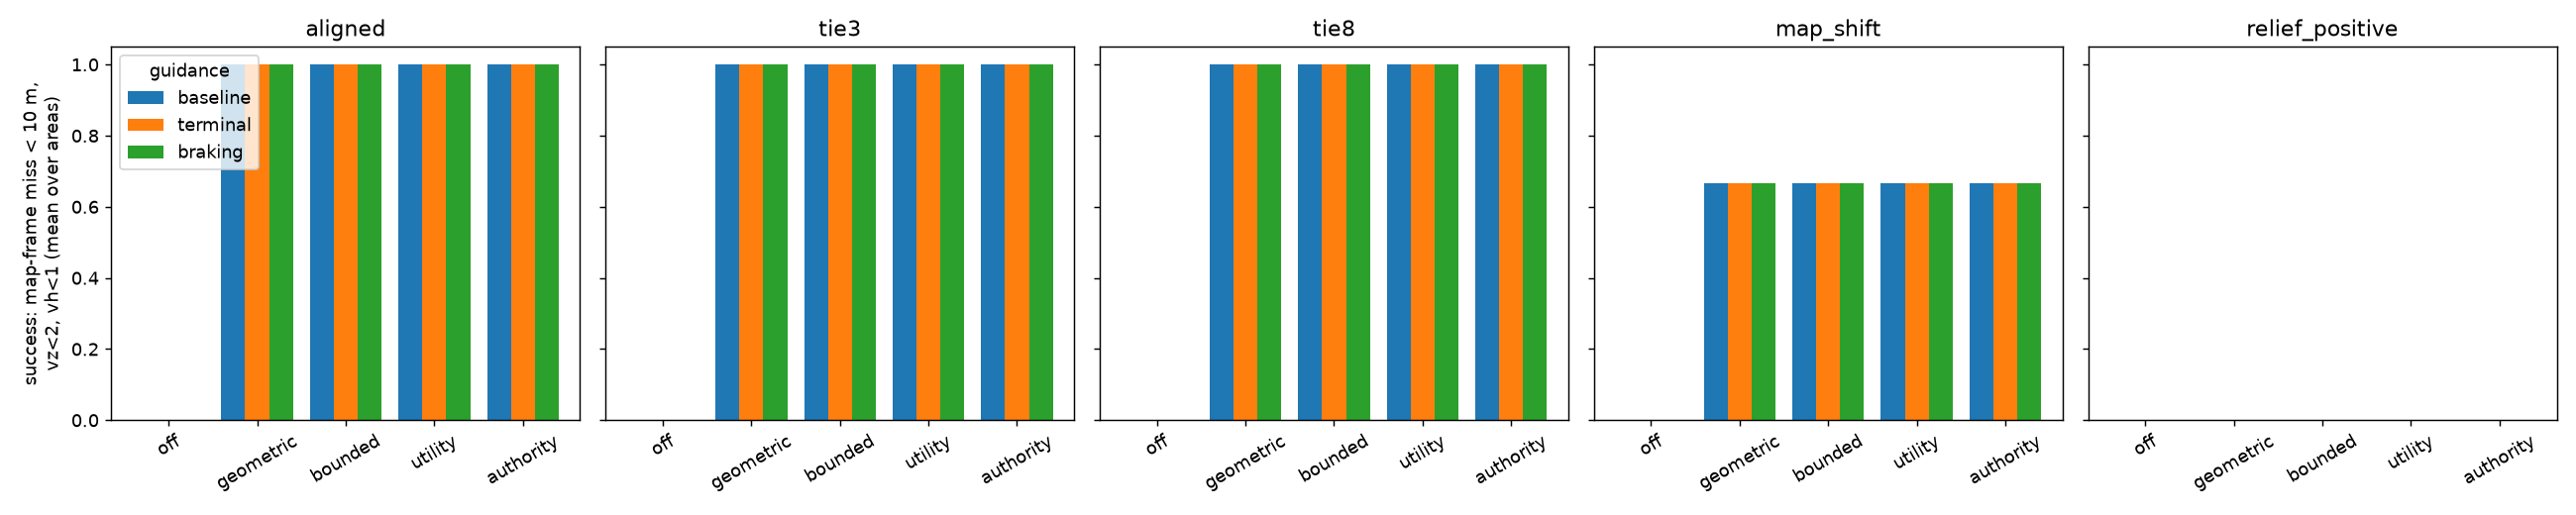 aligned
tie3
tie8
map_shift
relief_positive
success: map-frame miss < 10 m,
vz<2, vh<1 (mean over areas)
1.0
0.8
0.6
0.4
0.2
0.0
guidance
baseline
terminal
braking
off
geometric
bounded
utility
authority
off
geometric
bounded
utility
authority
off
geometric
bounded
utility
authority
off
geometric
bounded
utility
authority
off
geometric
bounded
utility
authority